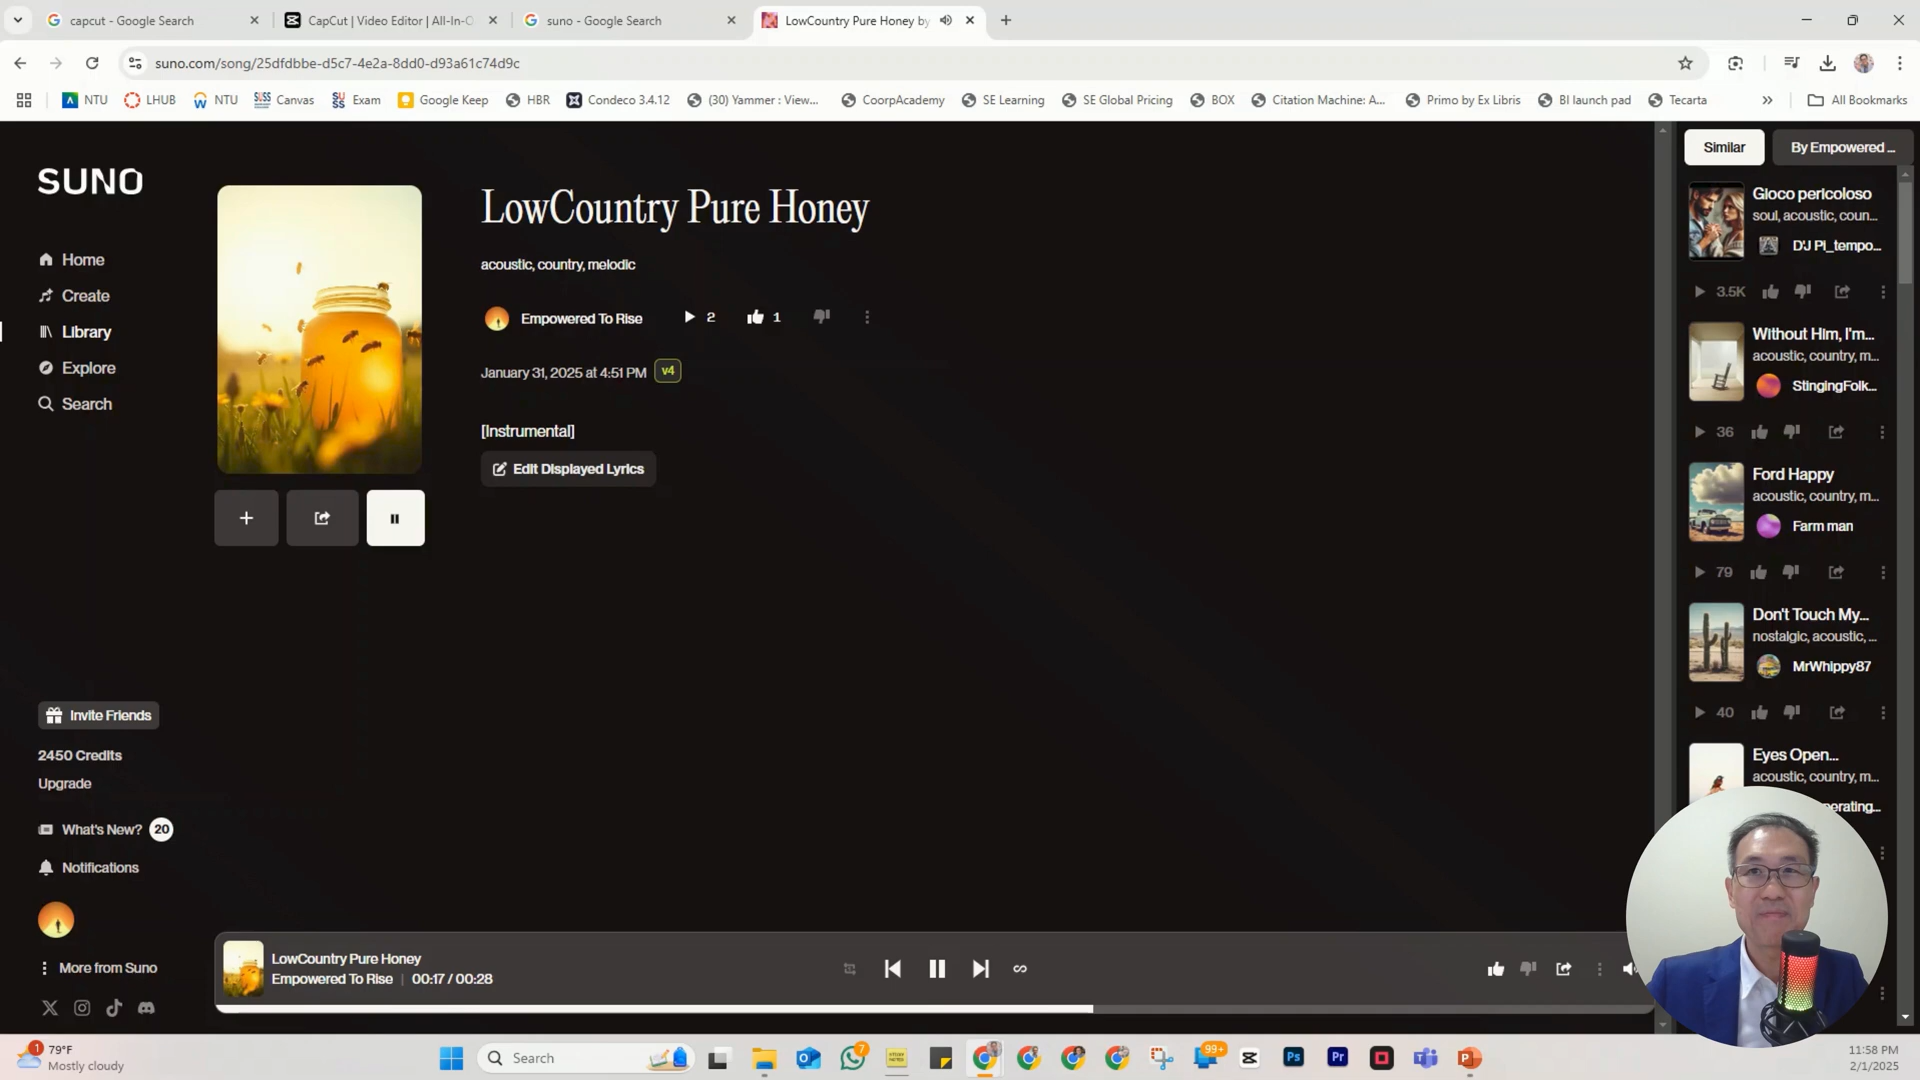 capcut - Google Search
CapCut | Video Editor | All-In-O
suno - Google Search
LowCountry Pure Honey by
suno.com/song/25dfdbbe-d5c7-4e2a-8dd0-d93a61c74d9c
NTU
LHUB
NTU
Canvas
Exam
Google Keep
HBR
Condeco 3.4.12
(30) Yammer : View...
CoorpAcademy
SE Learning
SE Global Pricing
BOX
Citation Machine: A...
Primo by Ex Libris
BI launch pad
Tecarta
All Bookmarks
SUNO
Home
Create
Library
Explore
Search
Invite Friends
2450 Credits
Upgrade
What's New? 20
Notifications
More from Suno
LowCountry Pure Honey
acoustic, country, melodic
Empowered To Rise
2
1
January 31, 2025 at 4:51 PM v4
[Instrumental]
Edit Displayed Lyrics
Similar
By Empowered ...
Gioco pericoloso
soul, acoustic, coun...
D'J Pi_tempo...
3.5K
Without Him, I'm...
acoustic, country, m...
StingingFolk...
36
Ford Happy
acoustic, country, m...
Farm man
79
Don't Touch My...
nostalgic, acoustic, ...
MrWhippy87
40
Eyes Open...
acoustic, country, m...
erating...
LowCountry Pure Honey
Empowered To Rise | 00:17 / 00:28
1
79°F
Mostly cloudy
Search
7
99+
Ps
Pr
11:58 PM
2/1/2025